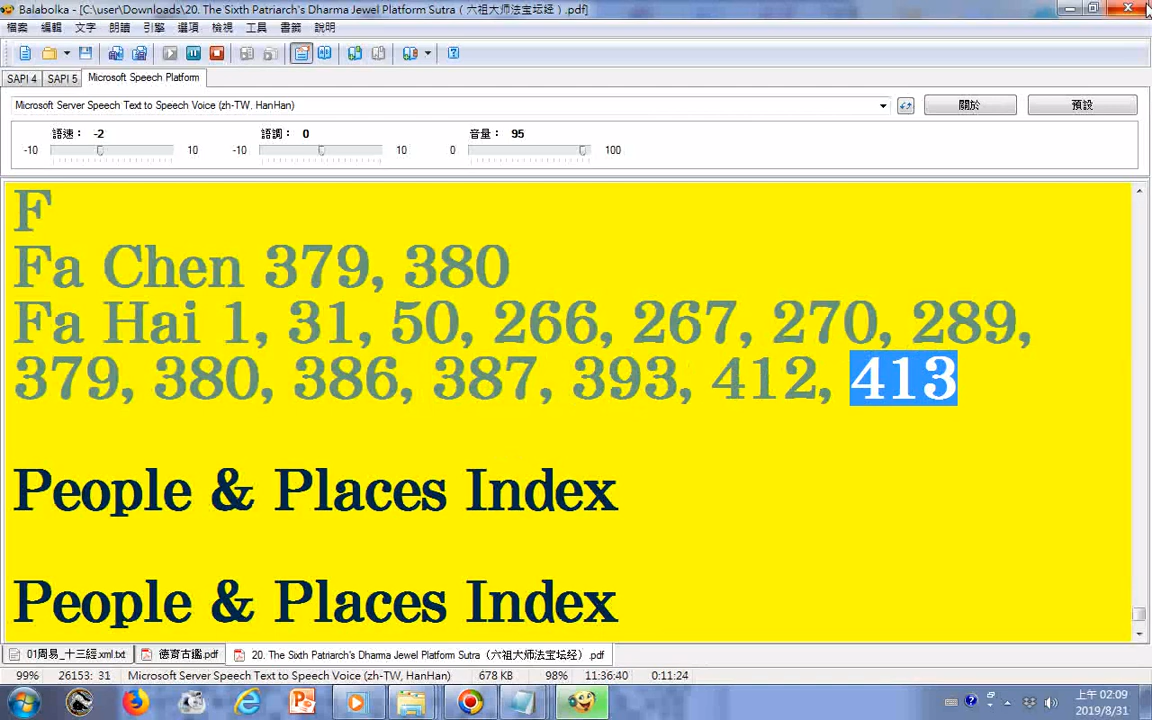 Balabolka - [C:\user\Downloads\20. The Sixth Patriarch's Dharma Jewel Platform Sutra（六祖大师法宝坛经）.pdf]
檔案 編輯 文字 朗讀 引擎 選項 檢視 工具 書籤 說明
SAPI 4 SAPI 5 Microsoft Speech Platform
Microsoft Server Speech Text to Speech Voice (zh-TW, HanHan) 關於 預設
語速： -2 語調： 0 音量： 95
-10 10 -10 10 0 100
F
Fa Chen 379, 380
Fa Hai 1, 31, 50, 266, 267, 270, 289,
379, 380, 386, 387, 393, 412, 413
People & Places Index
People & Places Index
01周易_十三經.xml.txt 德育古鑑.pdf 20. The Sixth Patriarch's Dharma Jewel Platform Sutra（六祖大师法宝坛经）.pdf
99% 26153: 31 Microsoft Server Speech Text to Speech Voice (zh-TW, HanHan) 678 KB 98% 11:36:40 0:11:24
上午 02:09
2019/8/31